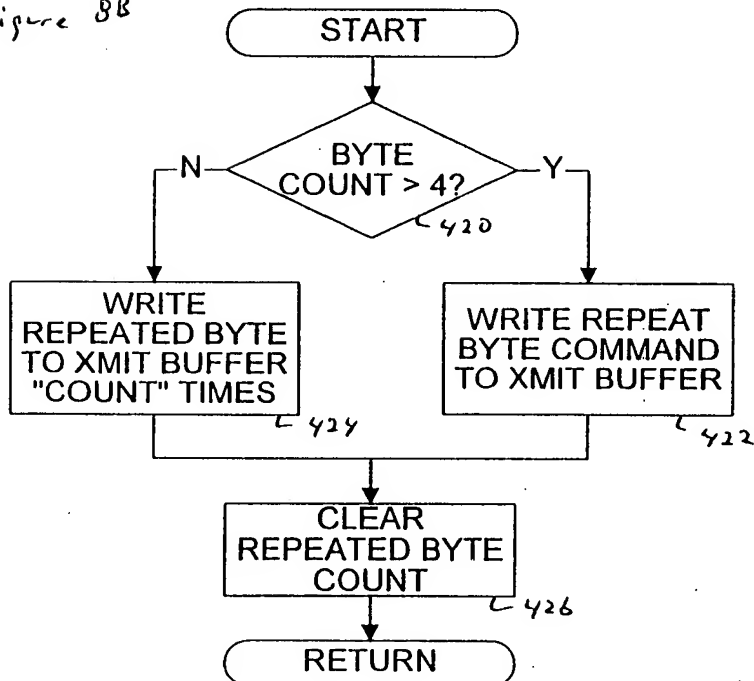 igure 8B
START
BYTE
COUNT > 4?
N
Y
420
WRITE
REPEATED BYTE
TO XMIT BUFFER
"COUNT" TIMES
424
WRITE REPEAT
BYTE COMMAND
TO XMIT BUFFER
422
CLEAR
REPEATED BYTE
COUNT
426
RETURN